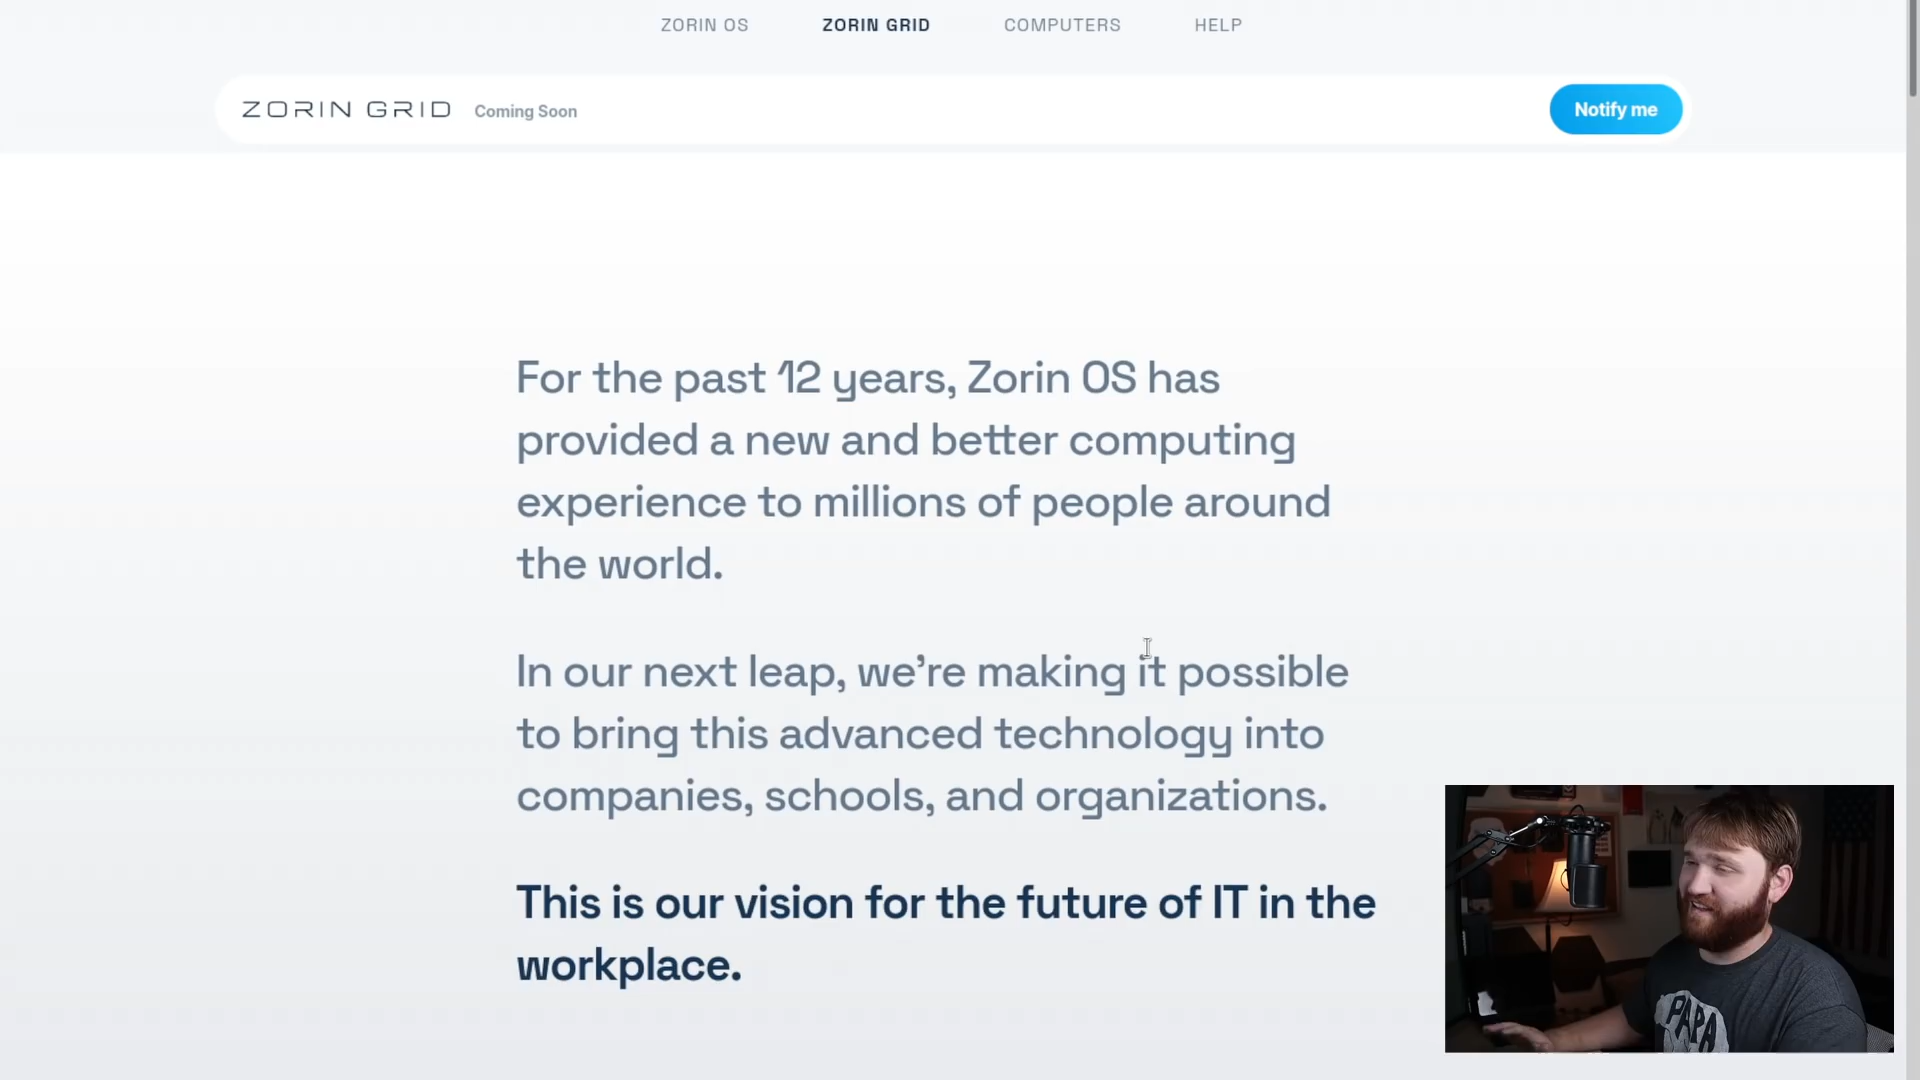 ZORIN OS
ZORIN GRID
COMPUTERS
HELP
ZORIN GRID
Coming Soon
Notify me
For the past 12 years, Zorin OS has
provided a new and better computing
experience to millions of people around
the world.
In our next leap, we’re making it possible
to bring this advanced technology into
companies, schools, and organizations.
This is our vision for the future of IT in the
workplace.
PAPA